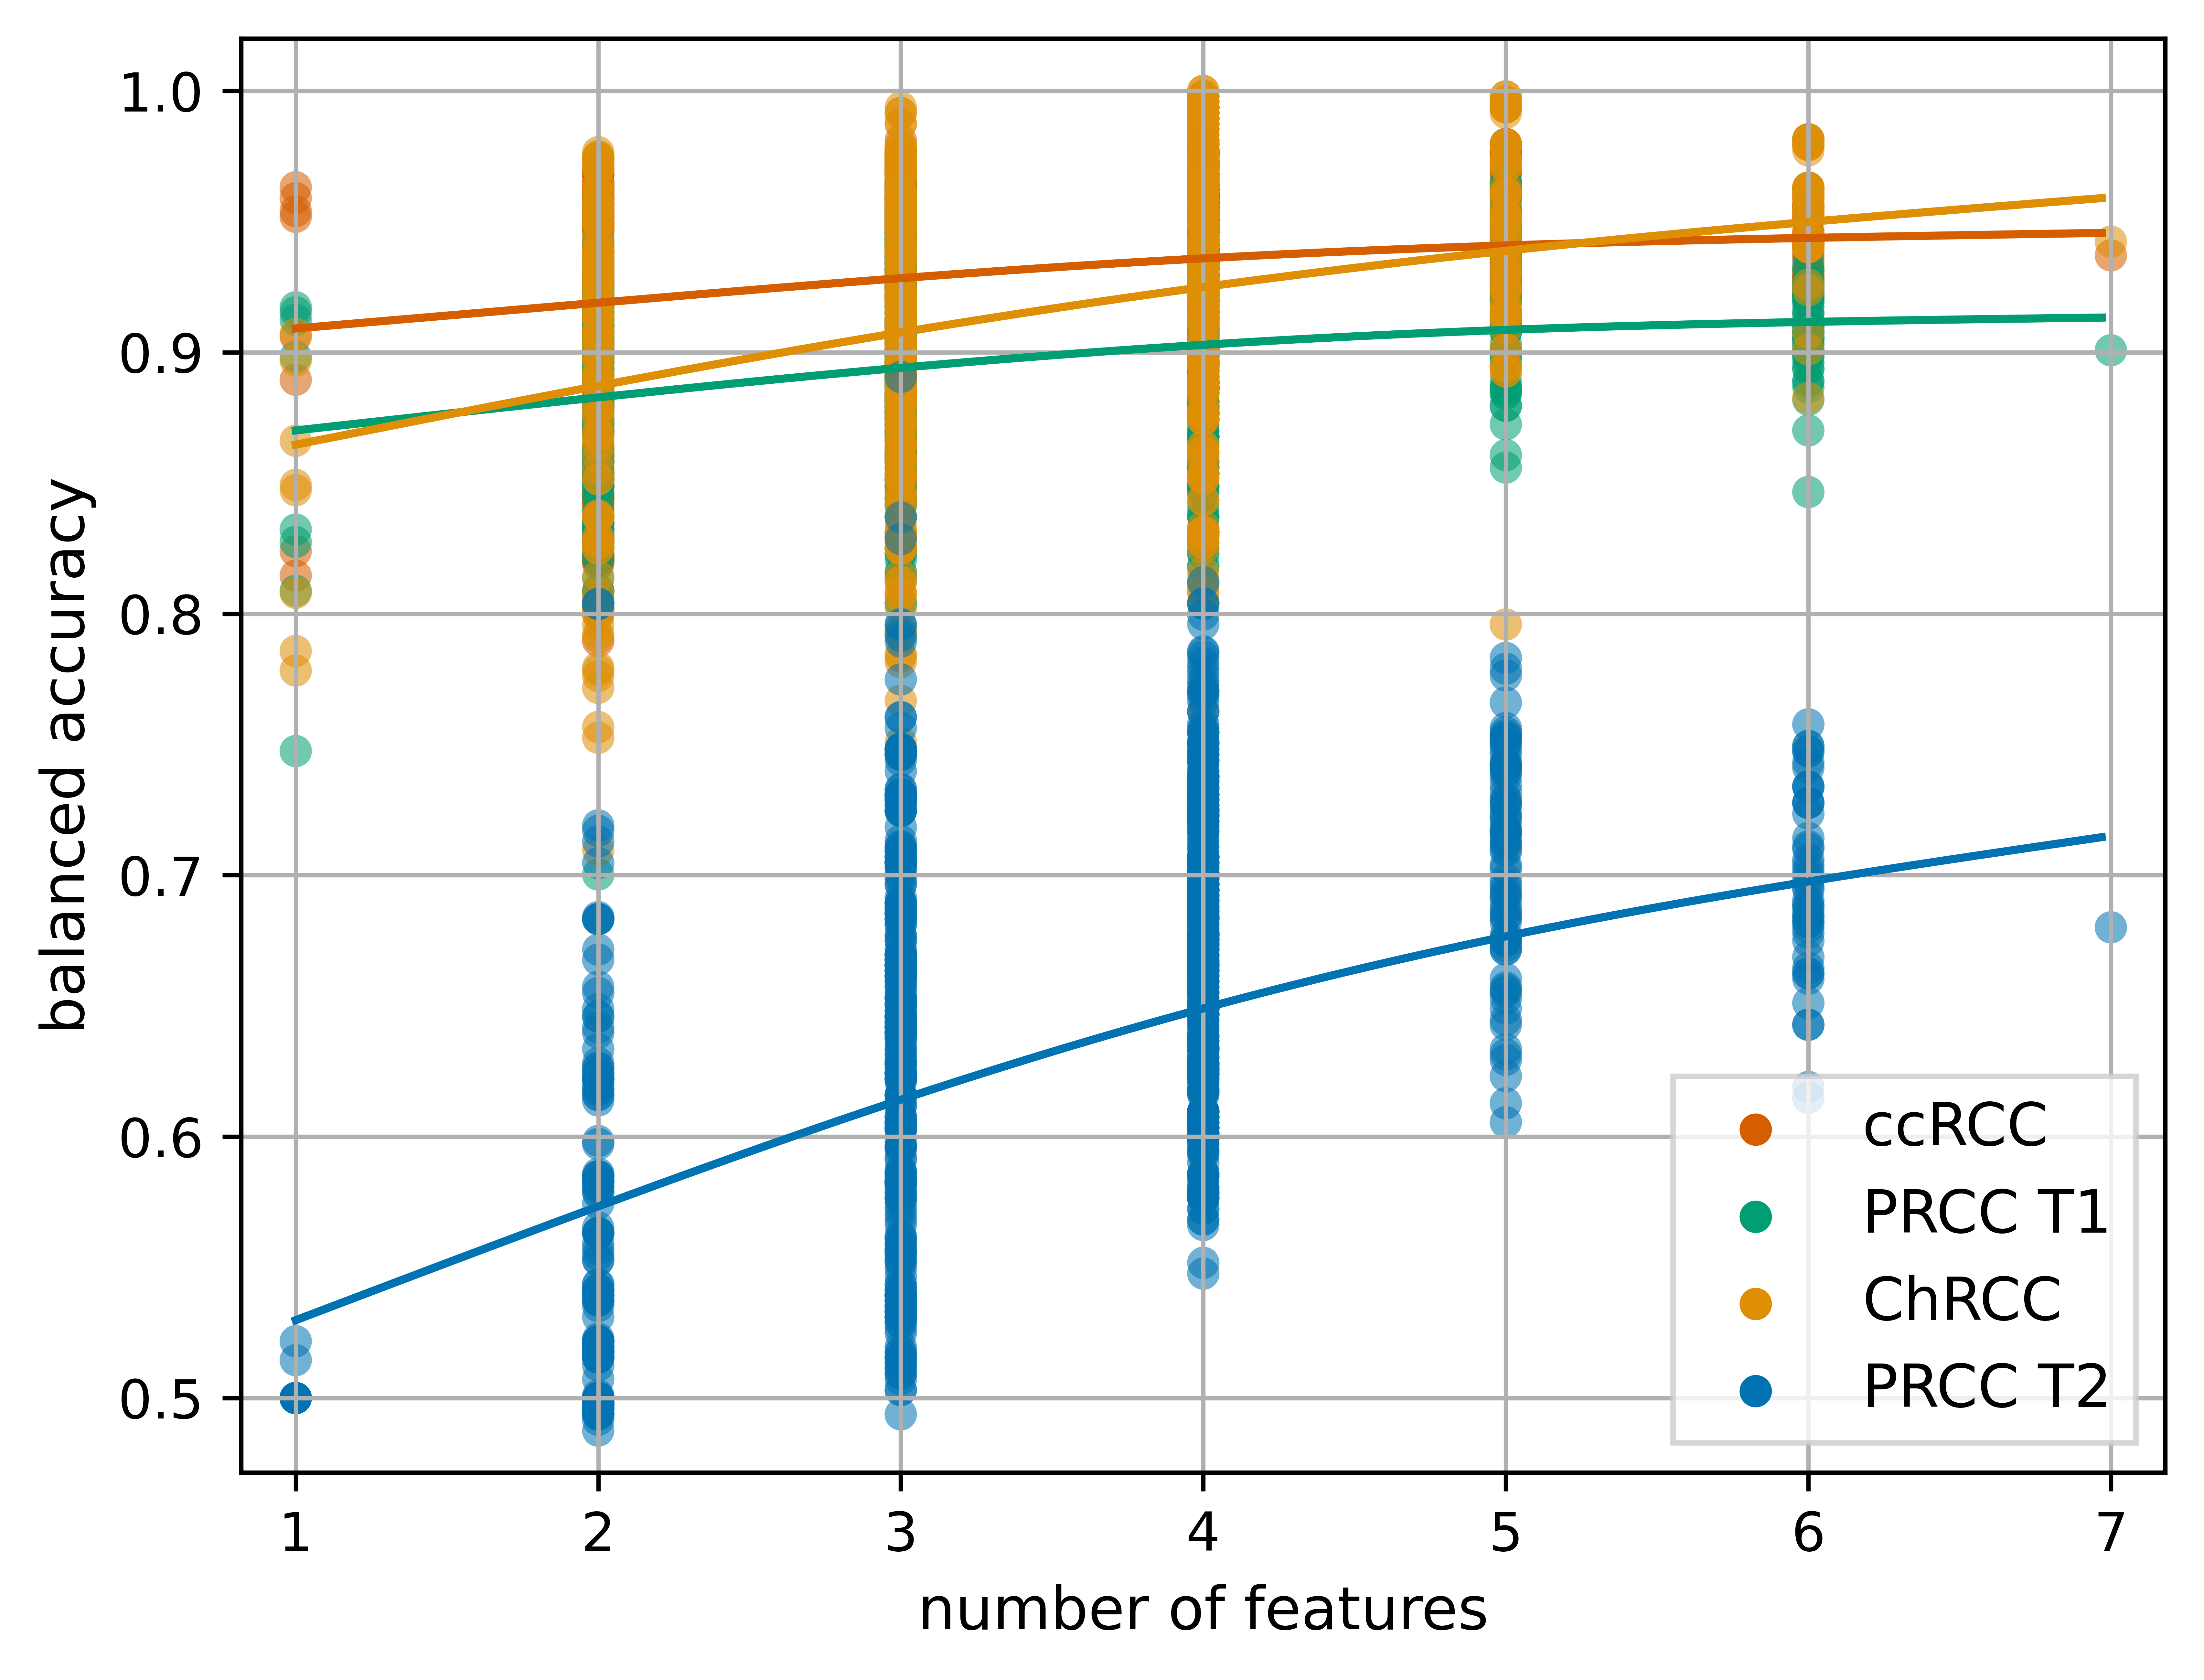 1.0
0.9
0.8
0.7
0.6
0.5
balanced accuracy
ccRCC
PRCC T1
ChRCC
PRCC T2
1 2 3 4 5 6 7
number of features